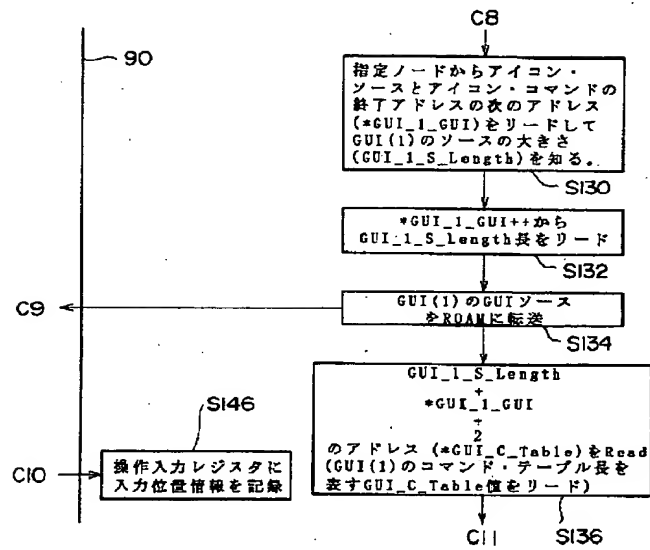 C8
90
指定ノードからアイコン・
ソースとアイコン・コマンドの
終了アドレスの次のアドレス
(*GUI_1_GUI)をリードして
GUI(1)のソースの大きさ
(GUI_1_S_Length)を知る。
S130
*GUI_1_GUI++から
GUI_1_S_Length長をリード
S132
C9
GUI(1)のGUIソース
をROAMに転送
S134
GUI_1_S_Length
+
*GUI_1_GUI
+
2
のアドレス(*GUI_C_Table)をRead
(GUI(1)のコマンド・テーブル長を
表すGUI_C_Table値をリード)
S136
S146
C10
操作入力レジスタに
入力位置情報を記録
C11